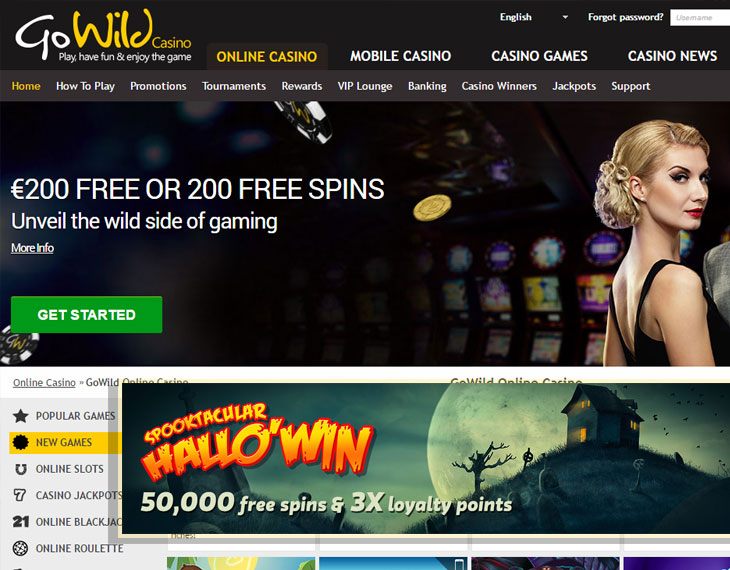 GoWild Casino
Play, have fun & enjoy the game
English
Forgot password?
Username
ONLINE CASINO
MOBILE CASINO
CASINO GAMES
CASINO NEWS
Home
How To Play
Promotions
Tournaments
Rewards
VIP Lounge
Banking
Casino Winners
Jackpots
Support
€200 FREE OR 200 FREE SPINS
Unveil the wild side of gaming
More Info
GET STARTED
Online Casino » GoWild Online Casino
GoWild Online Casino
POPULAR GAMES
NEW GAMES
ONLINE SLOTS
7 CASINO JACKPOTS
21 ONLINE BLACKJAC
ONLINE ROULETTE
SPOOKTACULAR
HALLO'WIN
50,000 free spins & 3X loyalty points